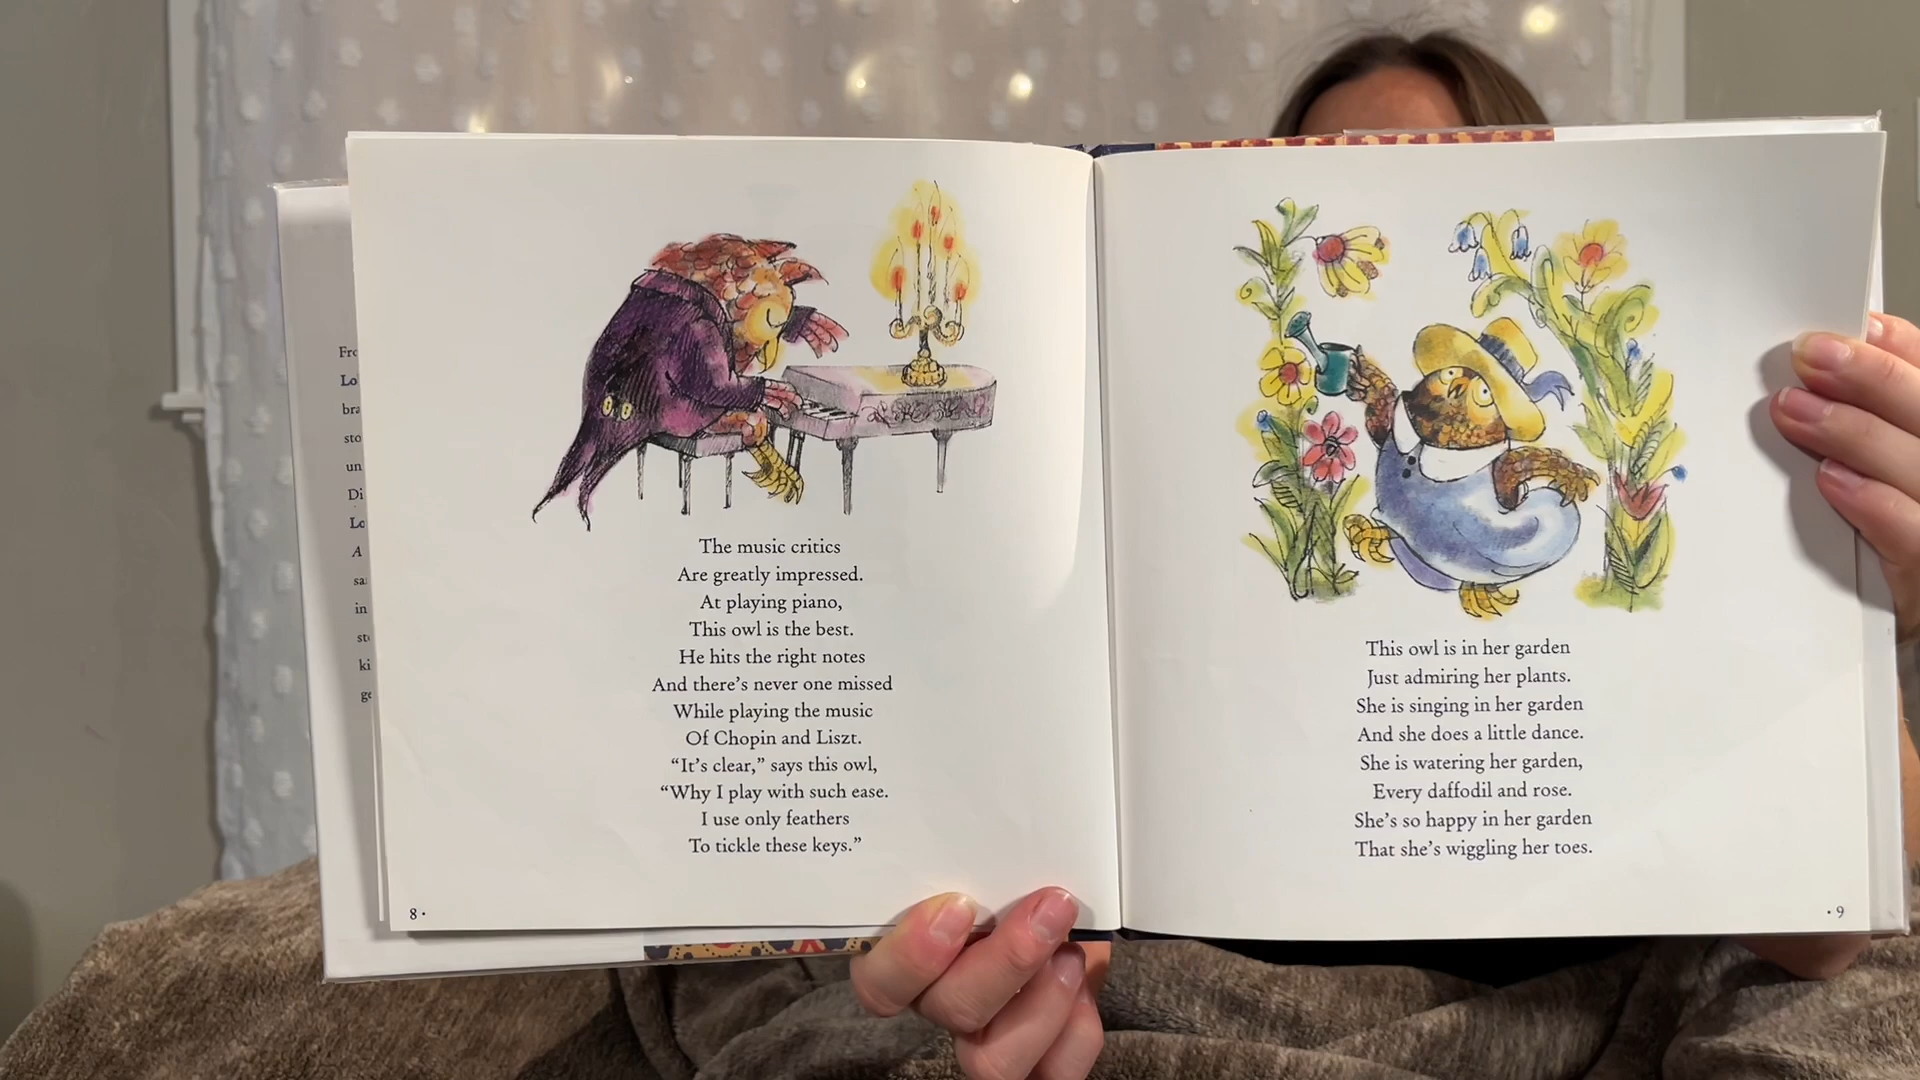 The music critics
Are greatly impressed.
At playing piano,
This owl is the best.
He hits the right notes
And there's never one missed
While playing the music
Of Chopin and Liszt.
“It's clear,” says this owl,
“Why I play with such ease.
I use only feathers
To tickle these keys.”
8 •
This owl is in her garden
Just admiring her plants.
She is singing in her garden
And she does a little dance.
She is watering her garden,
Every daffodil and rose.
She's so happy in her garden
That she's wiggling her toes.
• 9